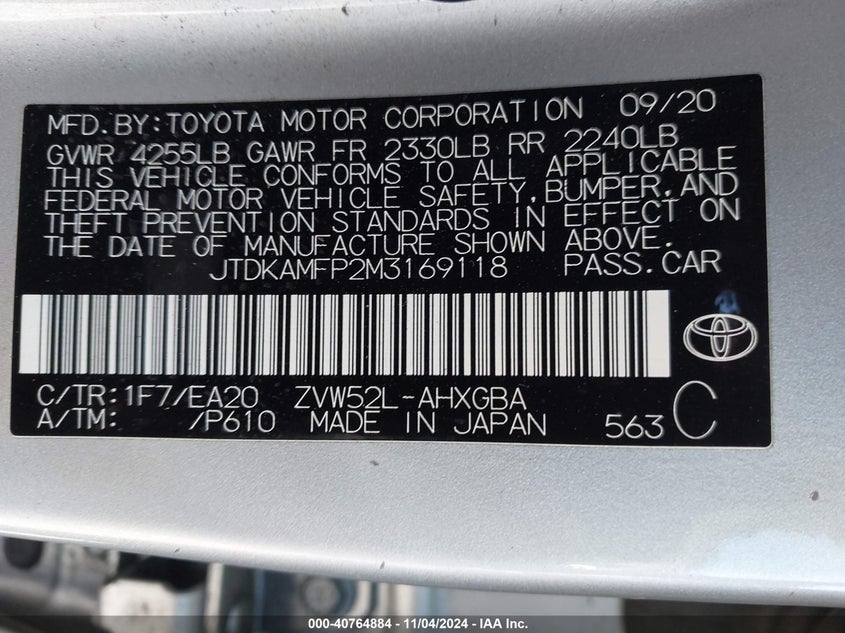 MFD.BY:TOYOTA MOTOR CORPORATION 09/20
GVWR 4255LB GAWR FR 2330LB RR 2240LB
THIS VEHICLE CONFORMS TO ALL APPLICABLE
FEDERAL MOTOR VEHICLE SAFETY,BUMPER,AND
THEFT PREVENTION STANDARDS IN EFFECT ON
THE DATE OF MANUFACTURE SHOWN ABOVE.
JTDKAMFP2M3169118 PASS.CAR
C/TR:1F7/EA20 ZVW52L-AHXGBA
A/TM: /P610 MADE IN JAPAN 563 C
000-40764884 - 11/04/2024 - IAA Inc.